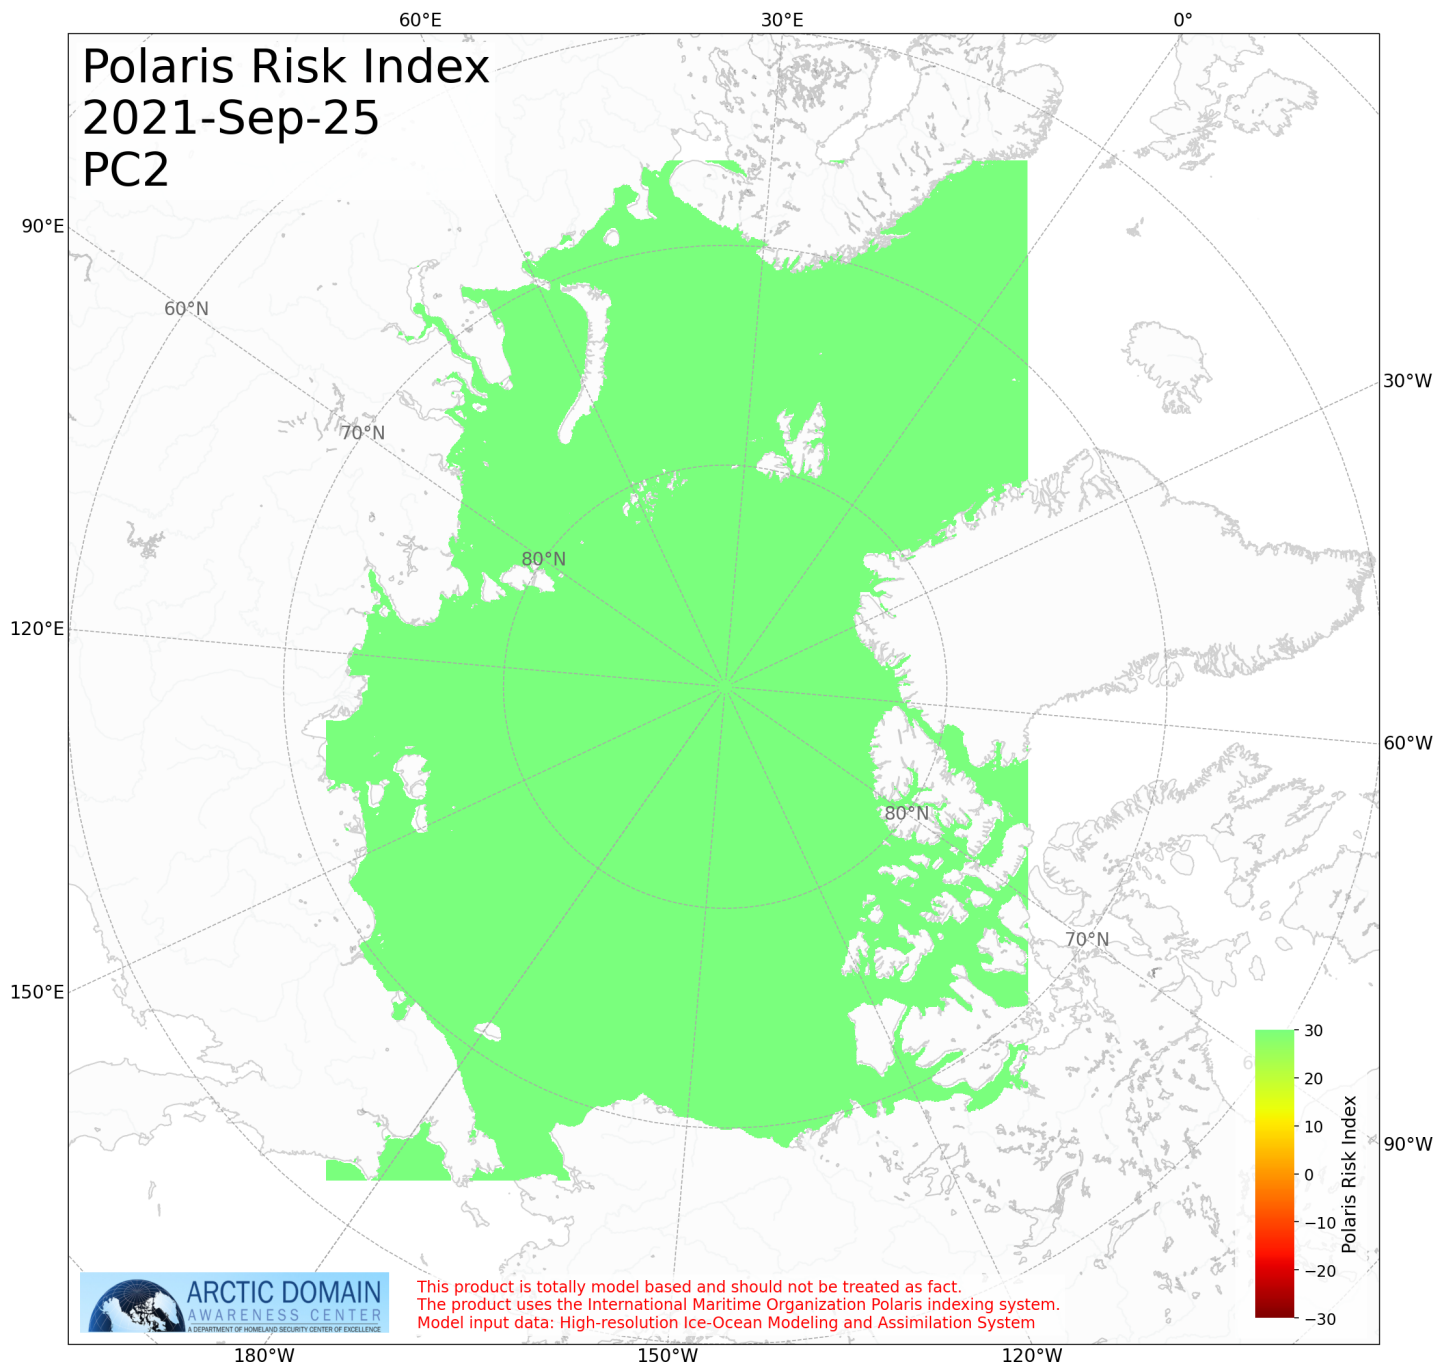 60°E 30°E 0°
Polaris Risk Index
2021-Sep-25
PC2
90°E
60°N
30°W
70°N
80°N
120°E
60°W
80°N
70°N
150°E
30
20
10
0
−10
−20
−30
Polaris Risk Index
90°W
ARCTIC DOMAIN
AWARENESS CENTER
A DEPARTMENT OF HOMELAND SECURITY CENTER OF EXCELLENCE
This product is totally model based and should not be treated as fact.
The product uses the International Maritime Organization Polaris indexing system.
Model input data: High-resolution Ice-Ocean Modeling and Assimilation System
180°W 150°W 120°W